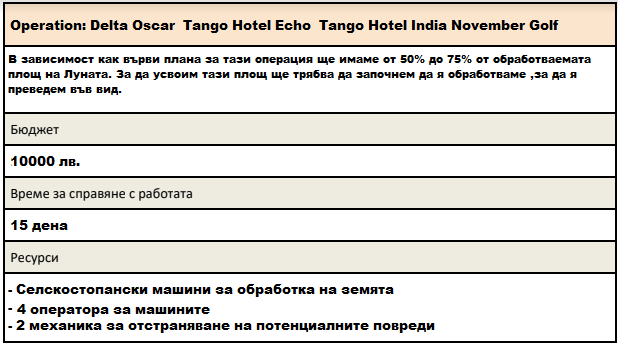 Operation: Delta Oscar Tango Hotel Echo Tango Hotel India November Golf
В зависимост как върви плана за тази операция ще имаме от 50% до 75% от обработваемата
площ на Луната. За да усвоим тази площ ще трябва да започнем да я обработваме ,за да я
преведем във вид.
Бюджет
10000 лв.
Време за справяне с работата
15 дена
Ресурси
- Селскостопански машини за обработка на земята
- 4 оператора за машините
- 2 механика за отстраняване на потенциалните повреди